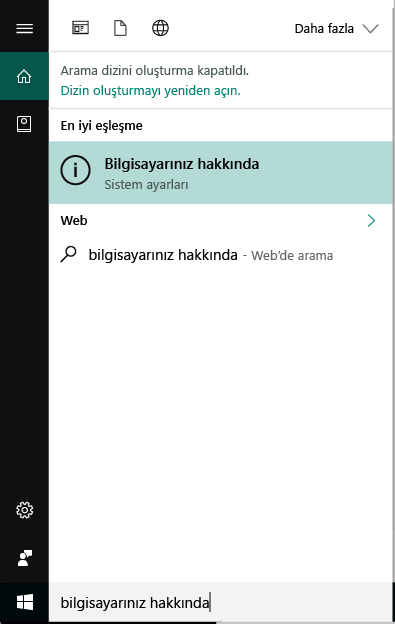 Daha fazla
Arama dizini oluşturma kapatıldı.
Dizin oluşturmayı yeniden açın.
En iyi eşleşme
Bilgisayarınız hakkında
Sistem ayarları
Web
bilgisayarınız hakkında - Web'de arama
bilgisayarınız hakkında